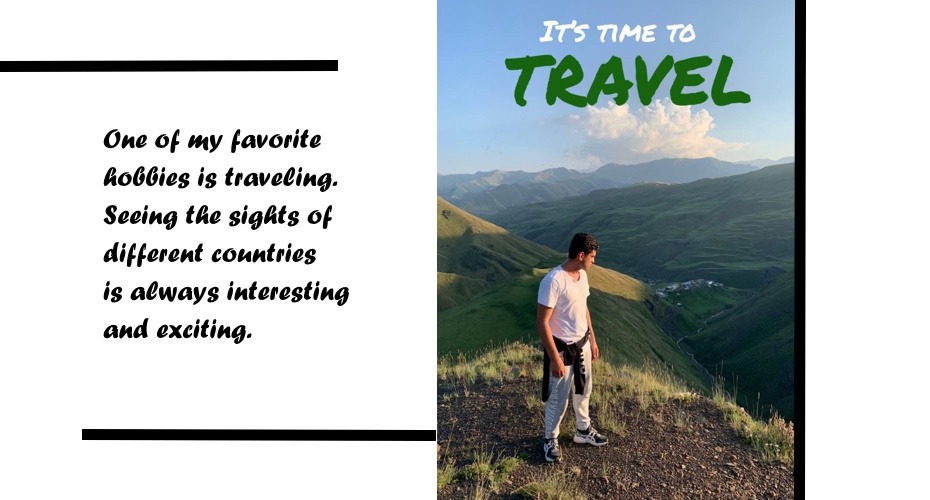 One of my favorite
hobbies is traveling.
Seeing the sights of
different countries
is always interesting
and exciting.
It's time to
TRAVEL